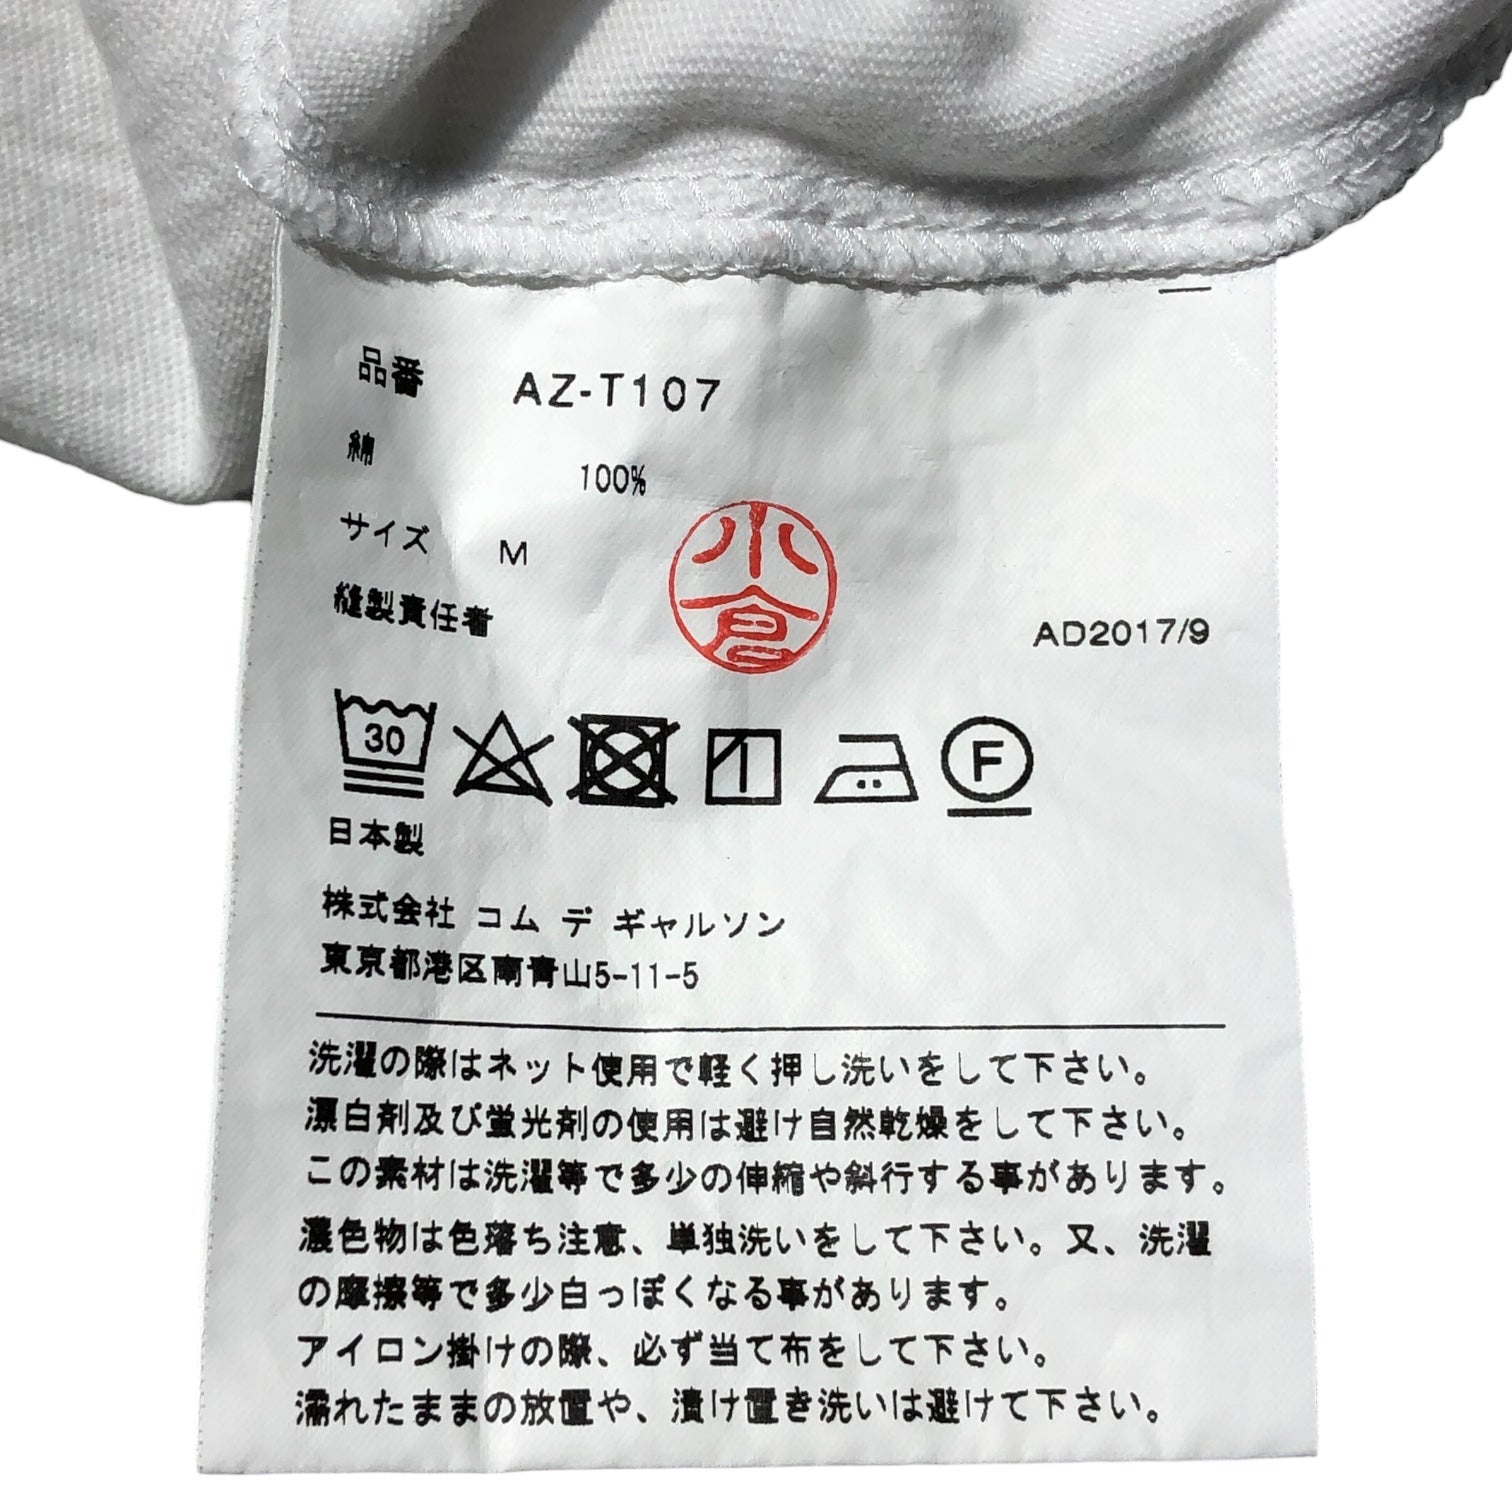 品番 AZ-T107
綿 100%
サイズ M
縫製責任者 小倉
AD2017/9
30
F
日本製
株式会社 コム デ ギャルソン
東京都港区南青山5-11-5
洗濯の際はネット使用で軽く押し洗いをして下さい。
漂白剤及び蛍光剤の使用は避け自然乾燥をして下さい。
この素材は洗濯等で多少の伸縮や斜行する事があります。
濃色物は色落ち注意、単独洗いをして下さい。又、洗濯
の摩擦等で多少白っぽくなる事があります。
アイロン掛けの際、必ず当て布をして下さい。
濡れたままの放置や、漬け置き洗いは避けて下さい。